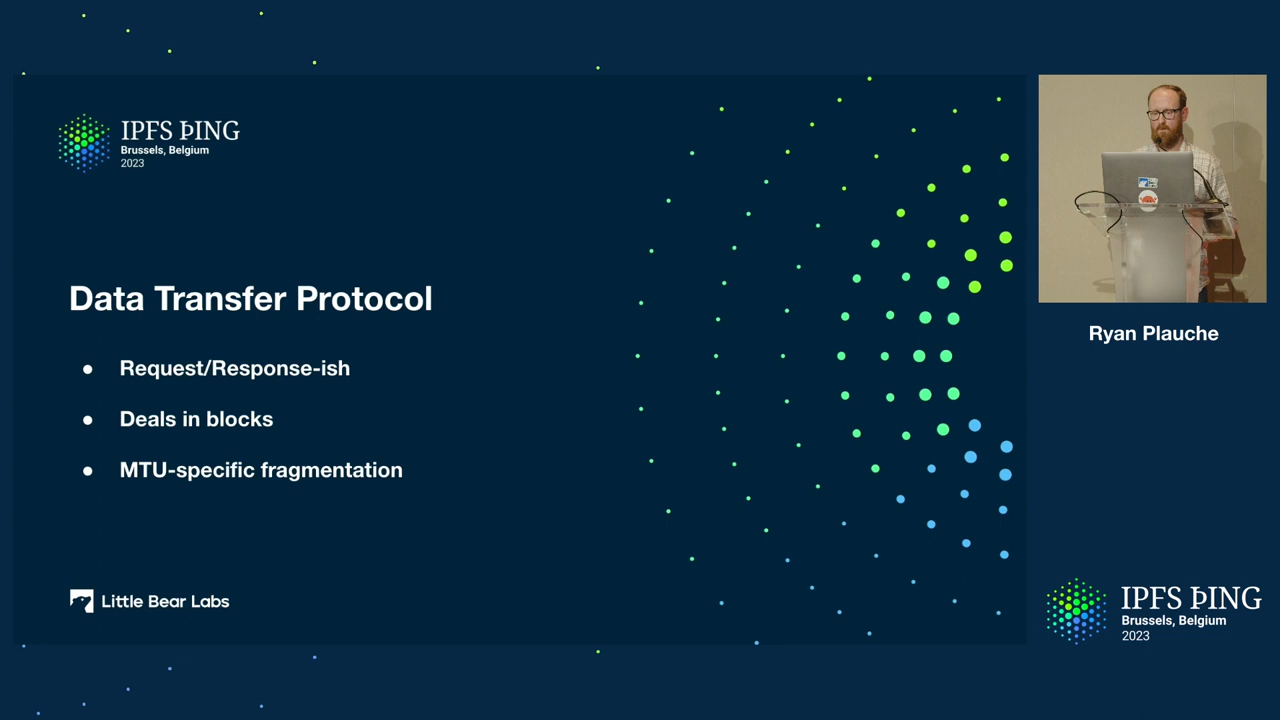 IPFS ÞING
Brussels, Belgium
2023
Data Transfer Protocol
● Request/Response-ish
● Deals in blocks
● MTU-specific fragmentation
Little Bear Labs
Ryan Plauche
IPFS ÞING
Brussels, Belgium
2023